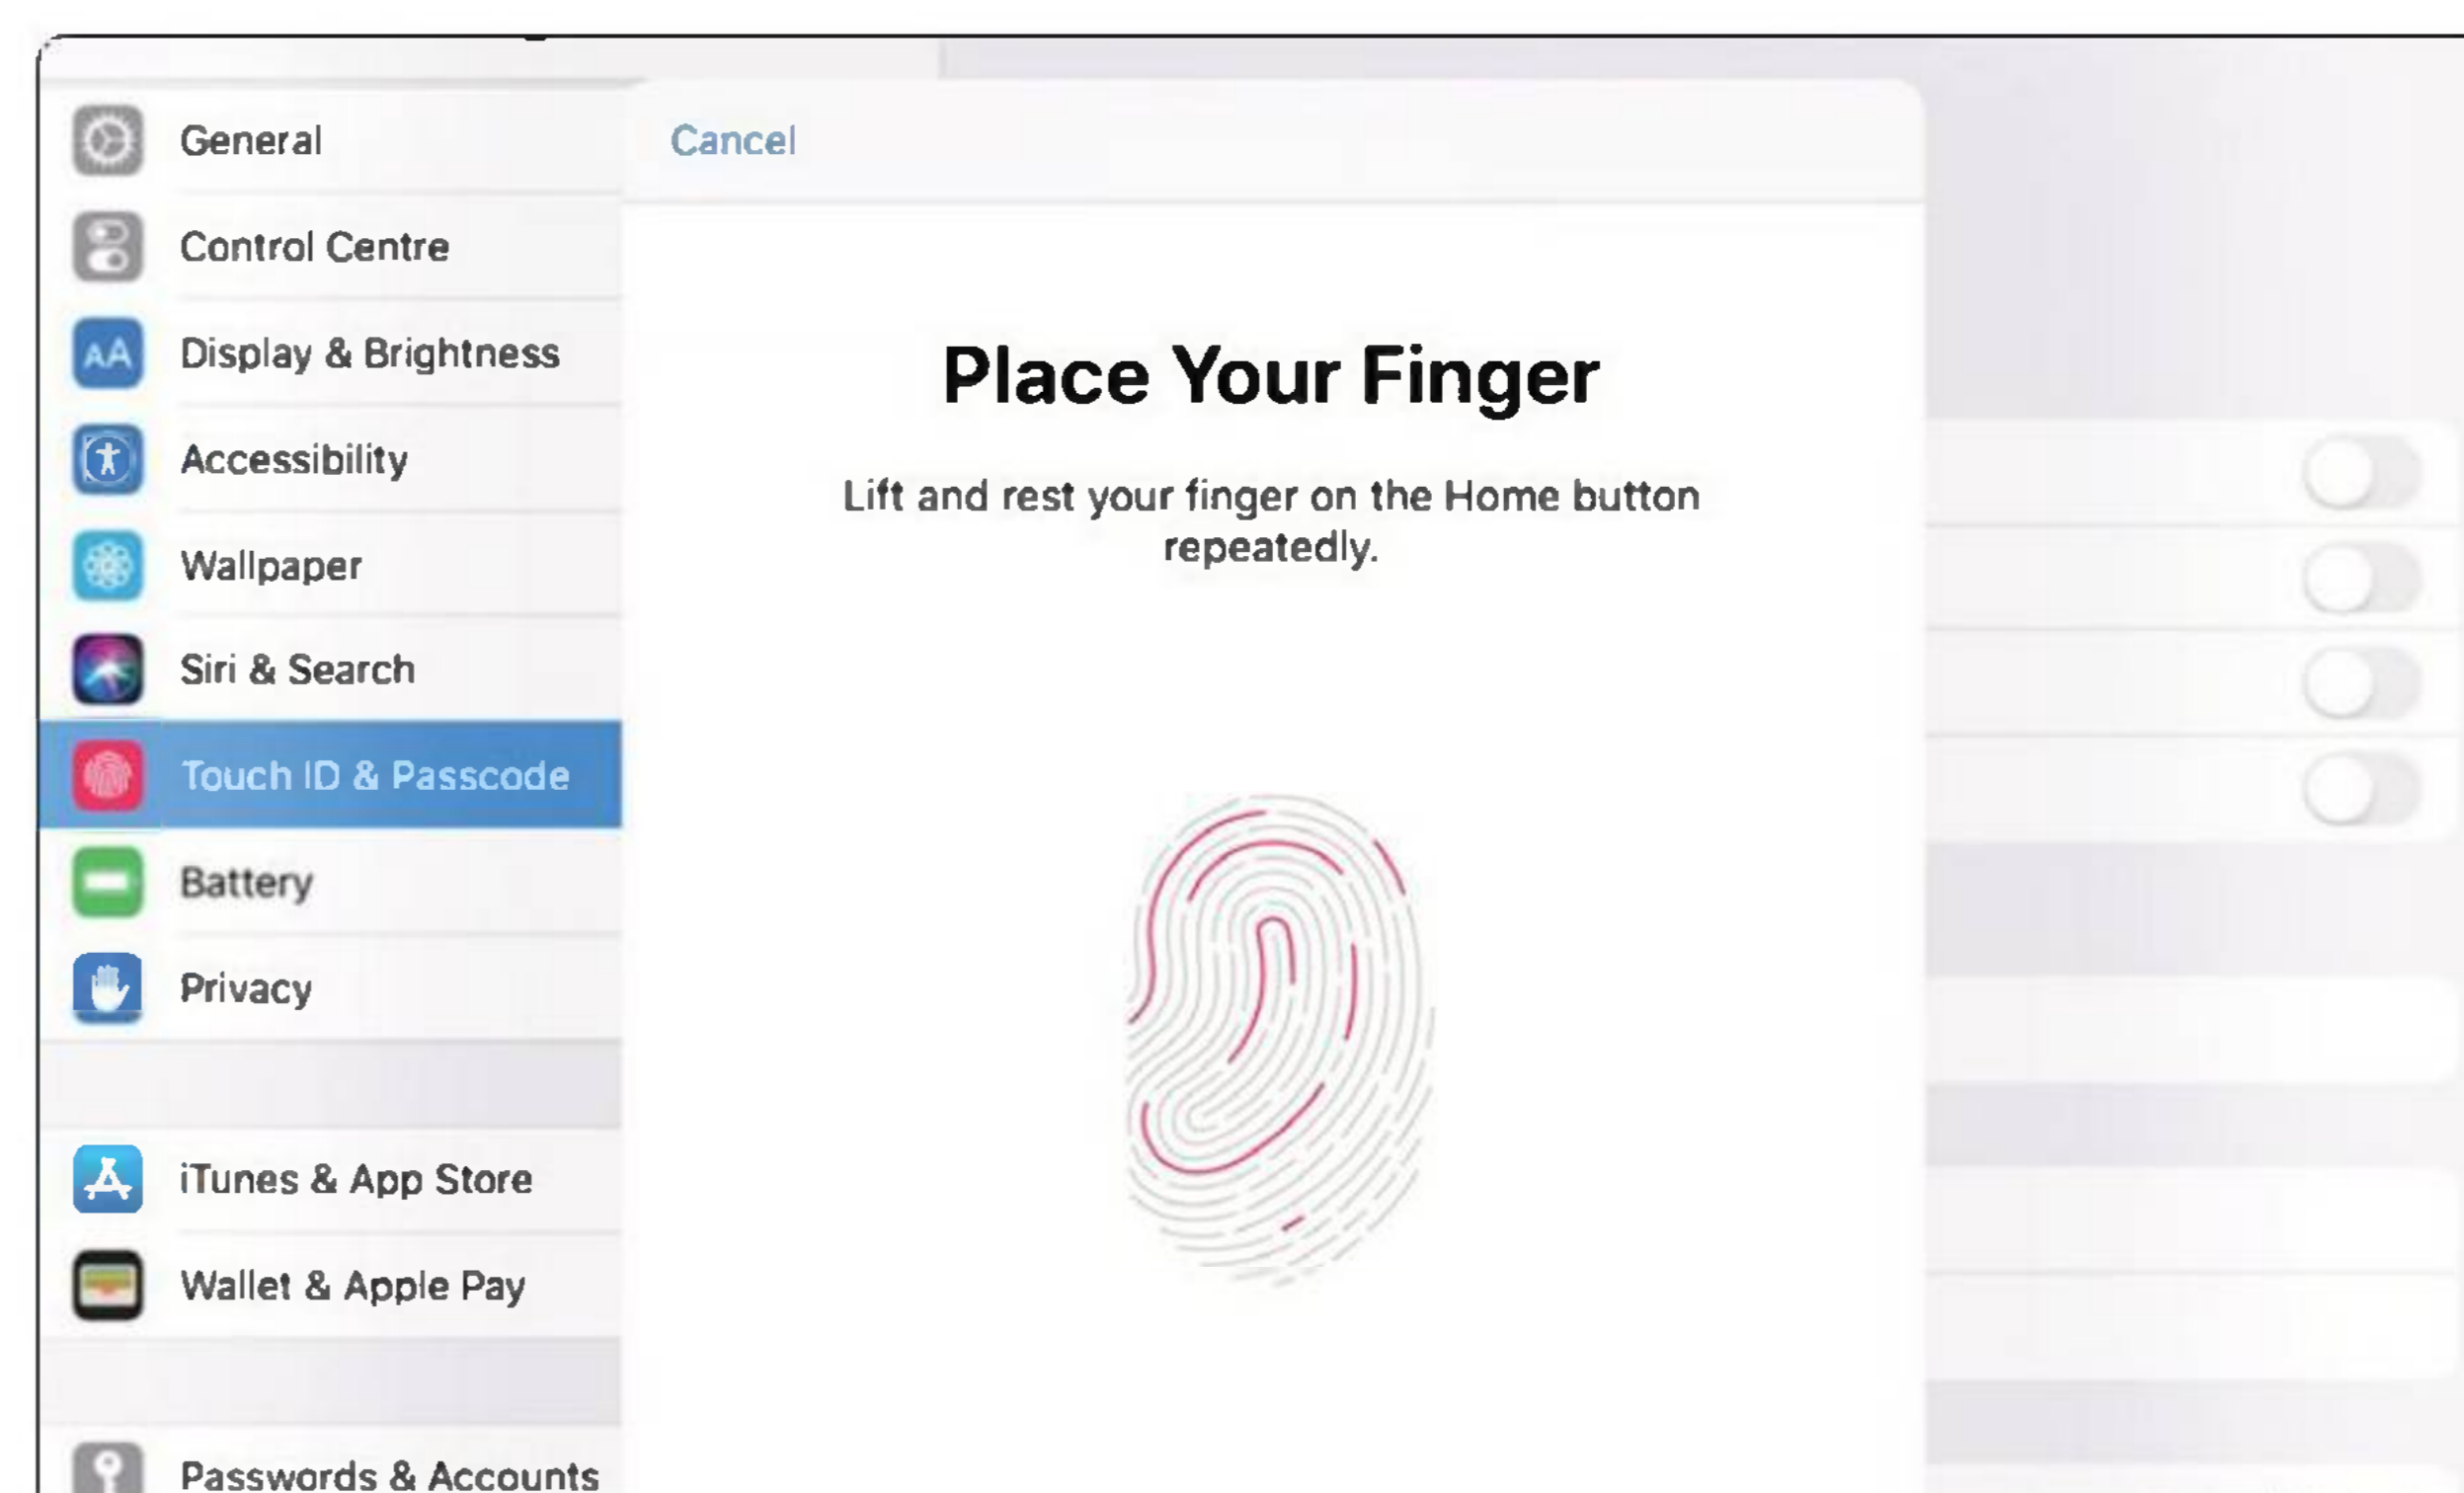 General
Control Centre
Display & Brightness
AA
Accessibility
Wallpaper
Siri & Search
Touch ID & Passcode
Battery
Privacy
iTunes & App Store
Wallet & Apple Pay
Passwords & Accounts
Cancel
Place Your Finger
Lift and rest your finger on the Home button
repeatedly.